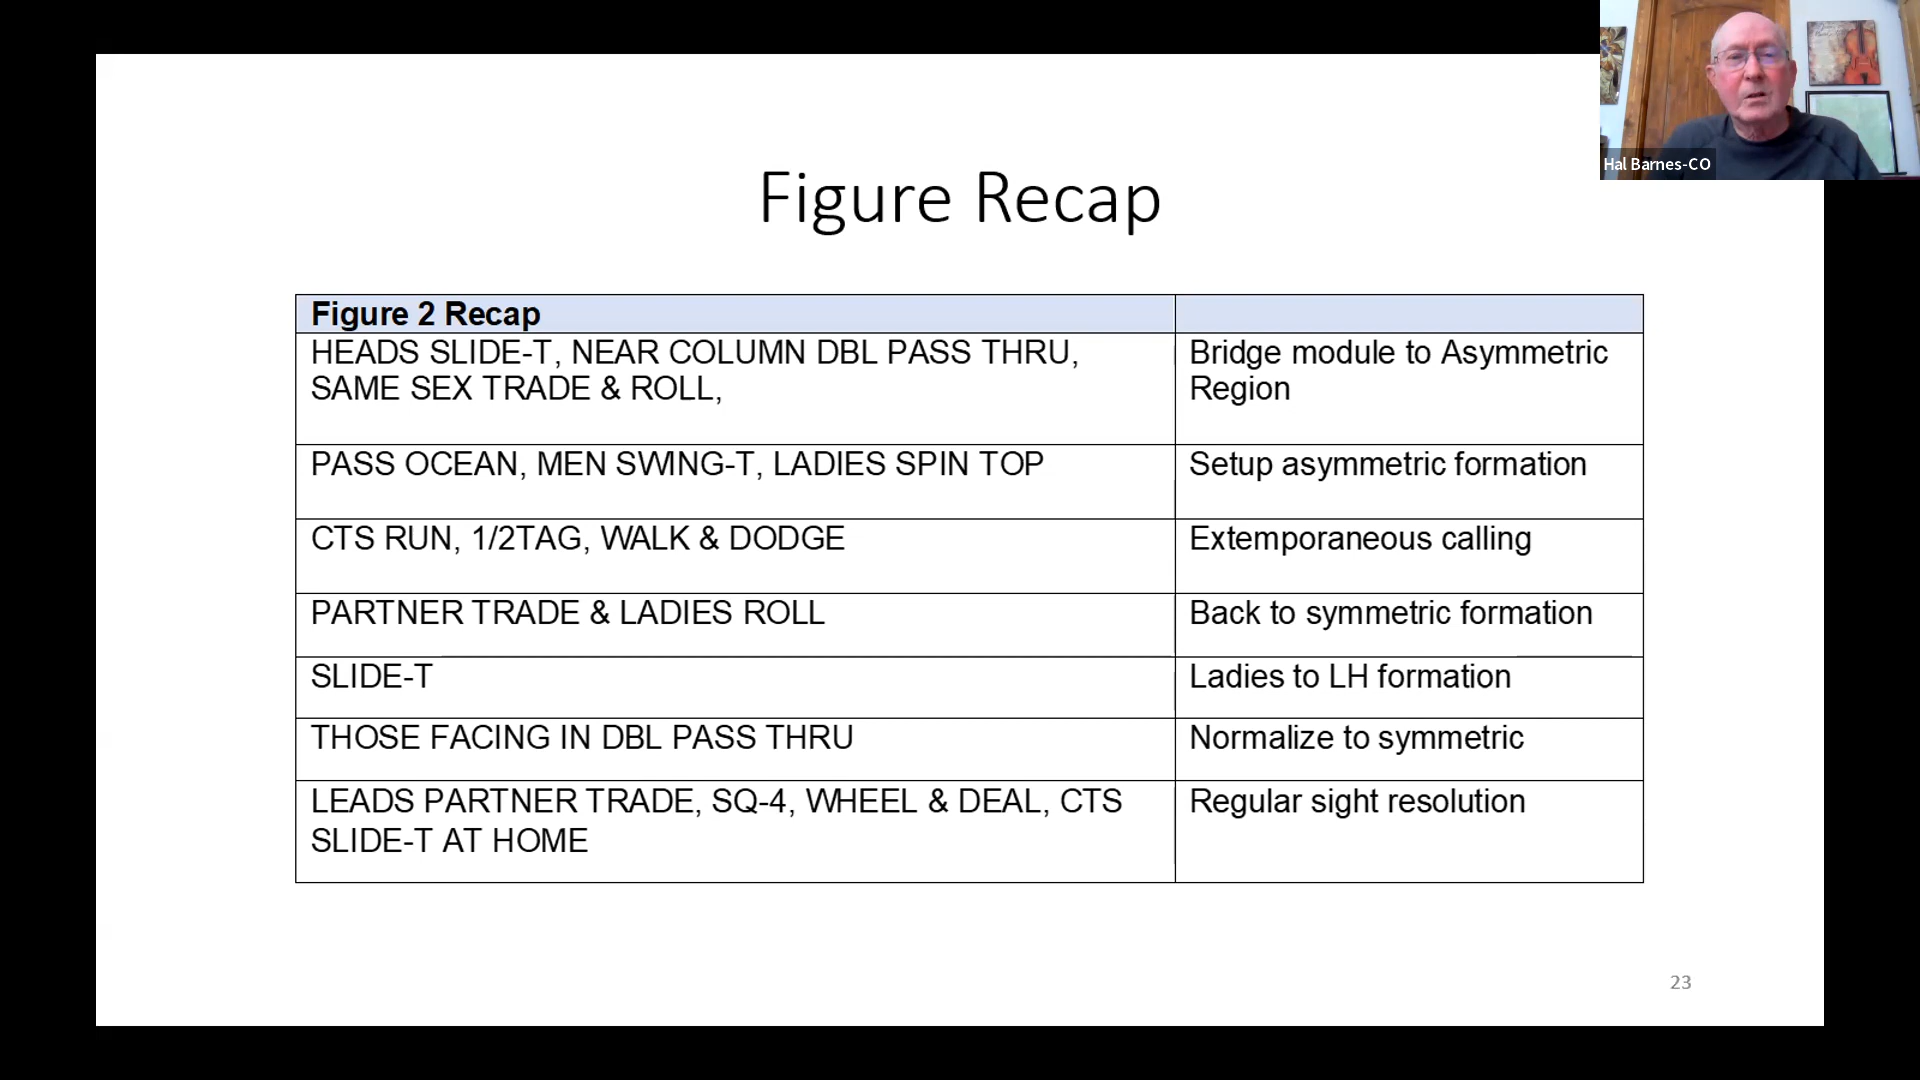 Hal Barnes-CO
Figure Recap
Figure 2 Recap
HEADS SLIDE-T, NEAR COLUMN DBL PASS THRU,
SAME SEX TRADE & ROLL,
Bridge module to Asymmetric
Region
PASS OCEAN, MEN SWING-T, LADIES SPIN TOP
Setup asymmetric formation
CTS RUN, 1/2TAG, WALK & DODGE
Extemporaneous calling
PARTNER TRADE & LADIES ROLL
Back to symmetric formation
SLIDE-T
Ladies to LH formation
THOSE FACING IN DBL PASS THRU
Normalize to symmetric
LEADS PARTNER TRADE, SQ-4, WHEEL & DEAL, CTS
SLIDE-T AT HOME
Regular sight resolution
23